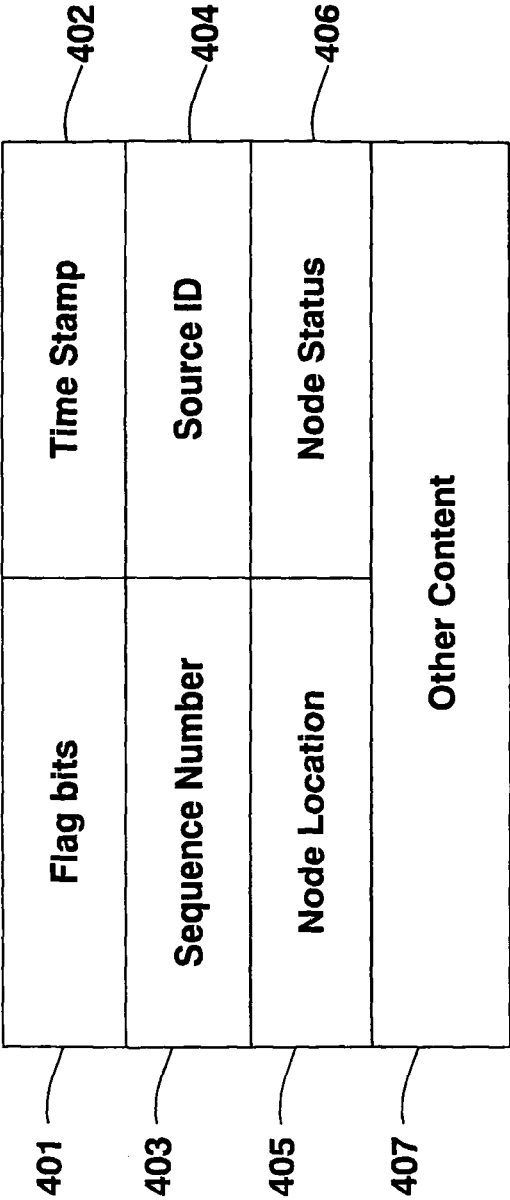 401 Flag bits Time Stamp 402
403 Sequence Number Source ID 404
405 Node Location Node Status 406
407 Other Content